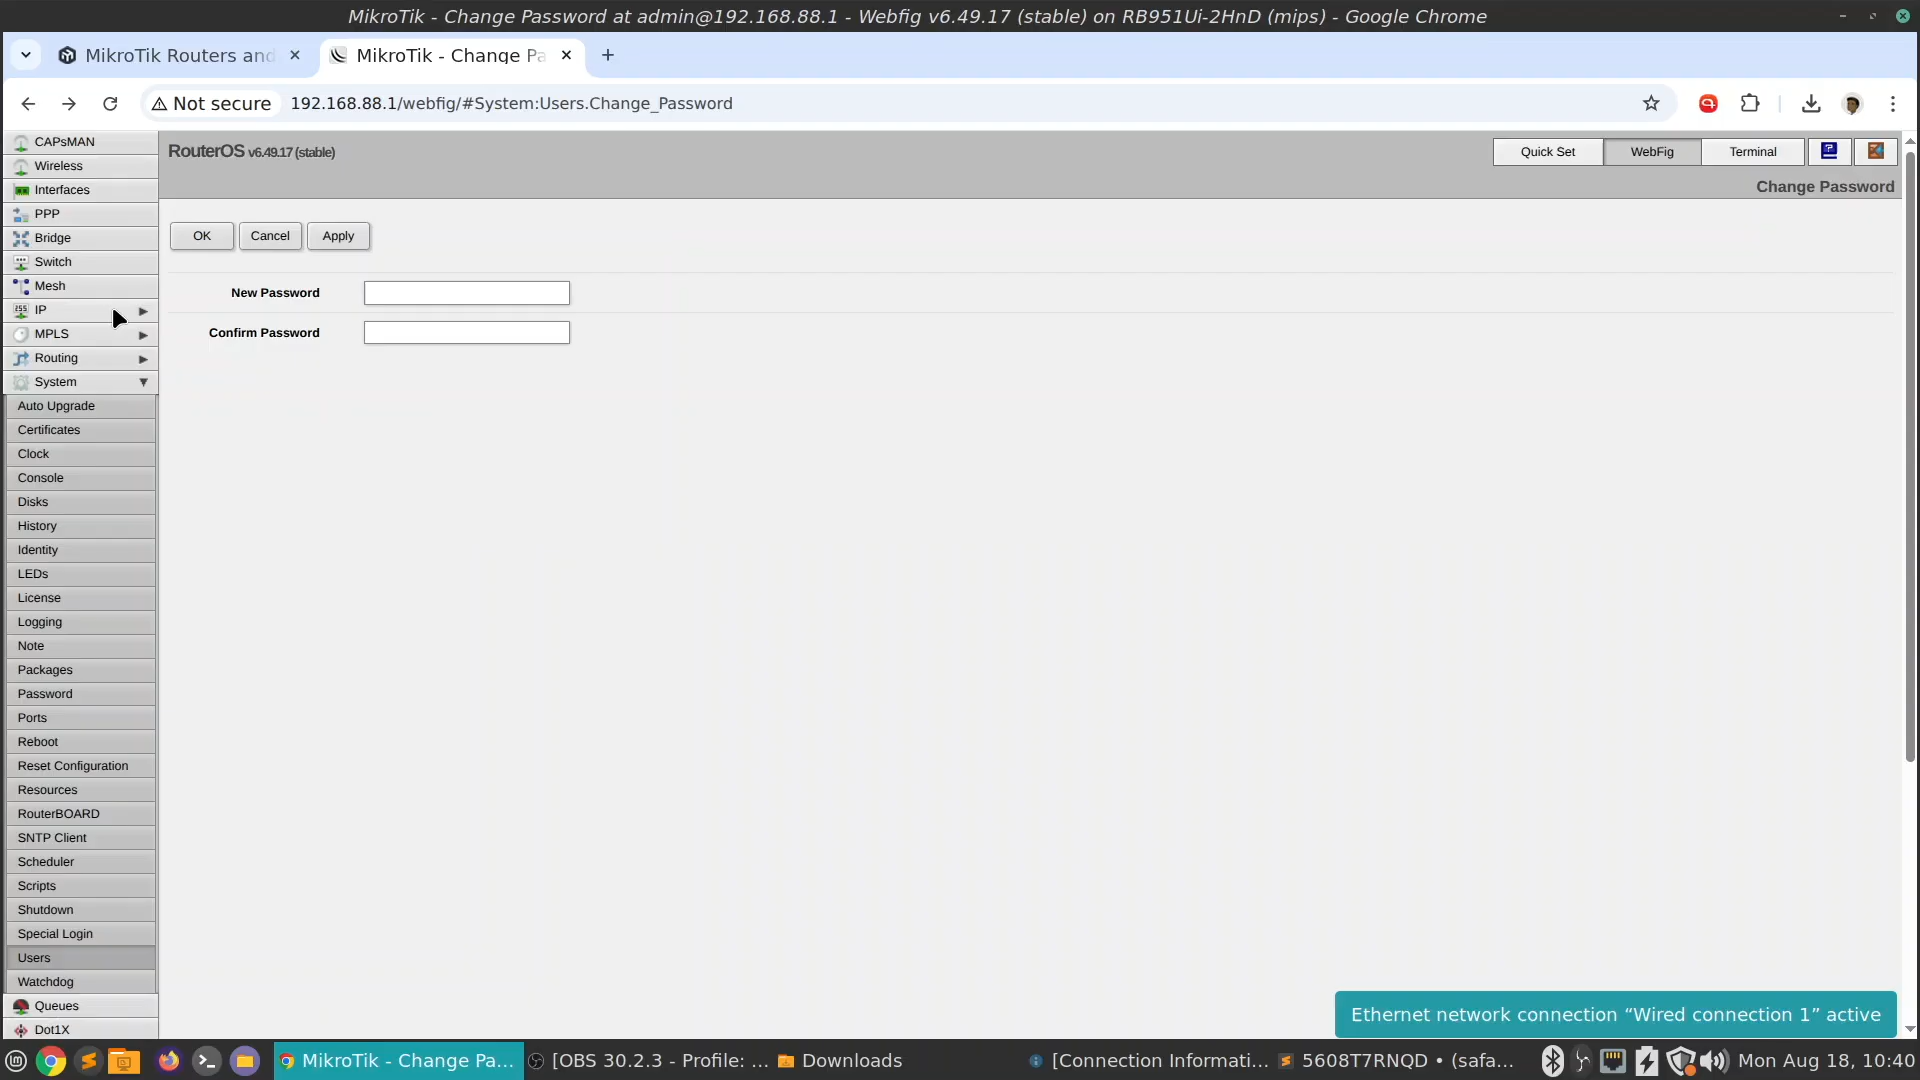 MikroTik - Change Password at admin@192.168.88.1 - Webfig v6.49.17 (stable) on RB951Ui-2HnD (mips) - Google Chrome
MikroTik Routers and
MikroTik - Change Pa
Not secure
192.168.88.1/webfig/#System:Users.Change_Password
CAPsMAN
Wireless
Interfaces
PPP
Bridge
Switch
Mesh
IP
MPLS
Routing
System
Auto Upgrade
Certificates
Clock
Console
Disks
History
Identity
LEDs
License
Logging
Note
Packages
Password
Ports
Reboot
Reset Configuration
Resources
RouterBOARD
SNTP Client
Scheduler
Scripts
Shutdown
Special Login
Users
Watchdog
Queues
Dot1X
RouterOS v6.49.17 (stable)
Quick Set
WebFig
Terminal
Change Password
OK
Cancel
Apply
New Password
Confirm Password
Ethernet network connection “Wired connection 1” active
MikroTik - Change Pa...
[OBS 30.2.3 - Profile: ...
Downloads
[Connection Informati...
5608T7RNQD • (safa...
Mon Aug 18, 10:40